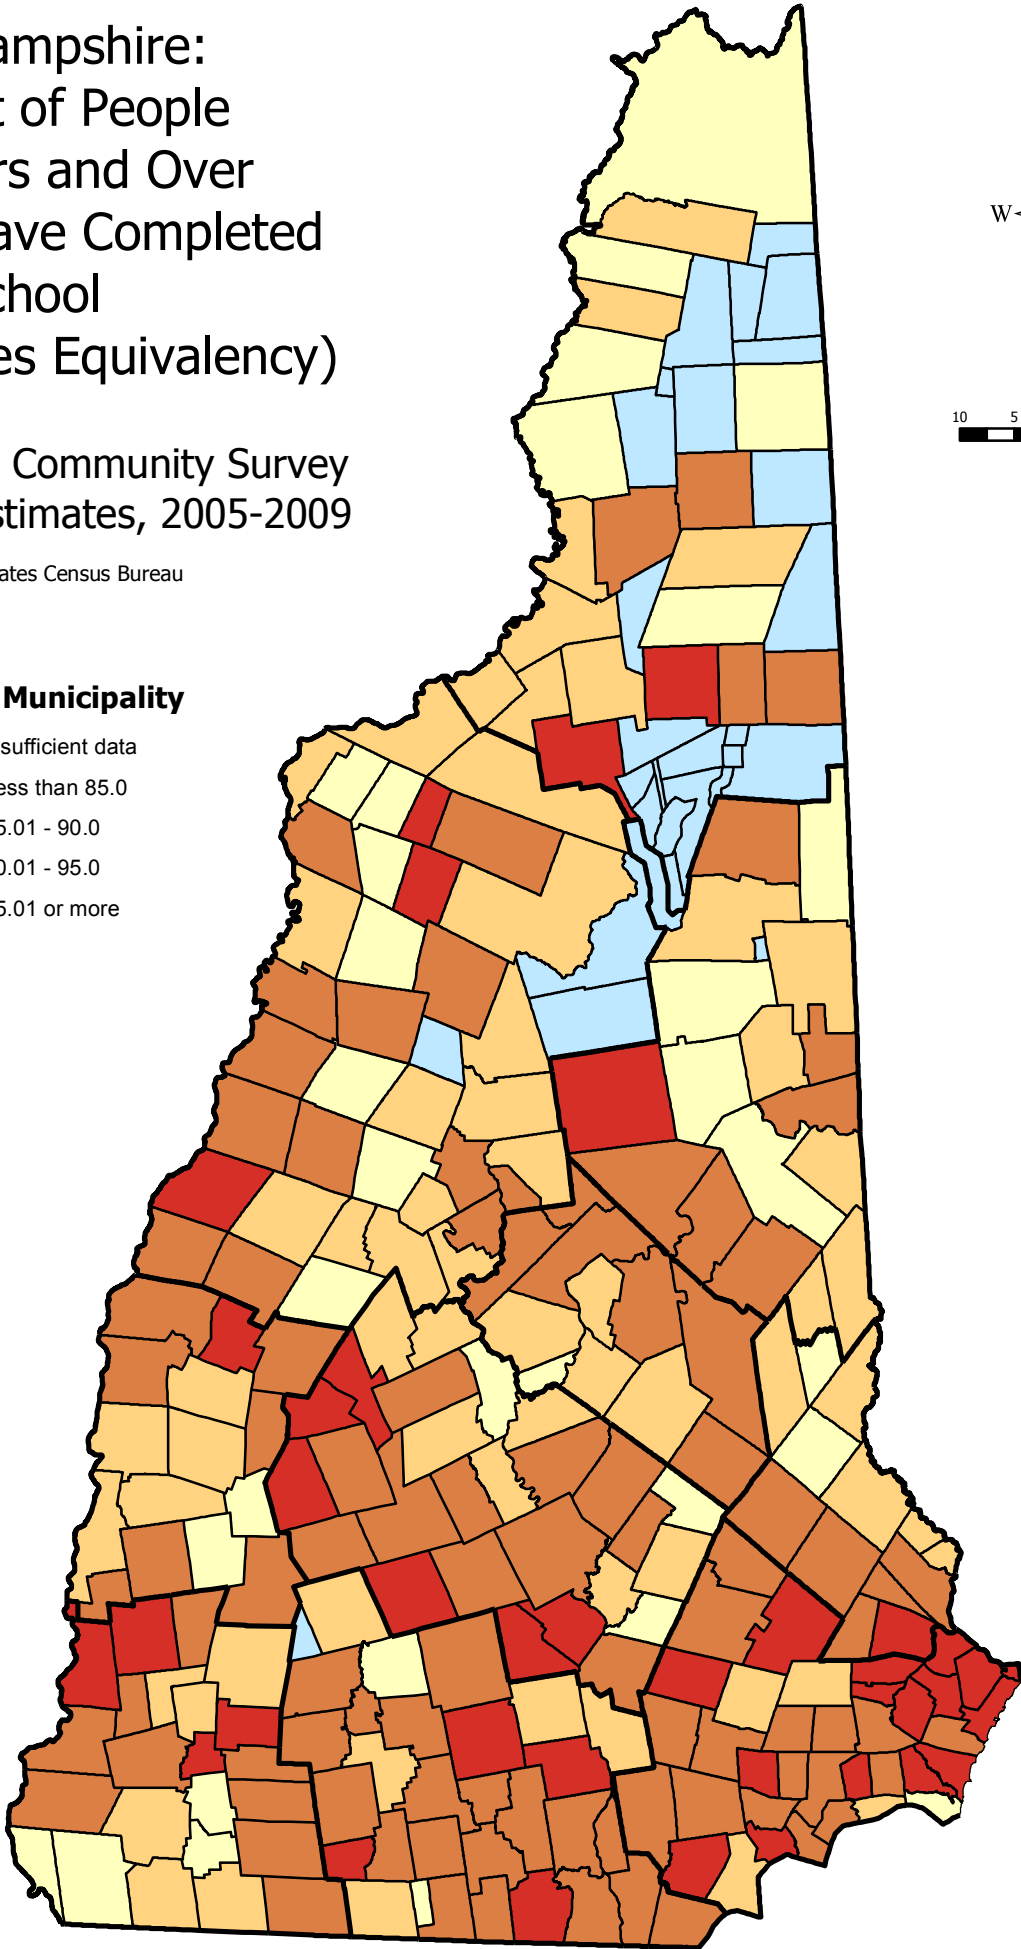 ampshire:
t of People
rs and Over
ave Completed
chool
es Equivalency)
Community Survey
stimates, 2005-2009
ates Census Bureau
W
10 5
Municipality
sufficient data
ess than 85.0
5.01 - 90.0
0.01 - 95.0
5.01 or more